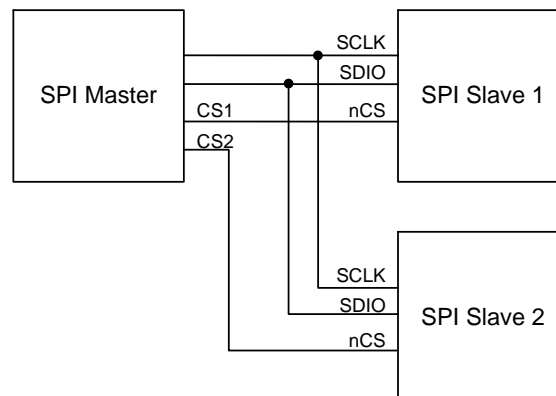 SCLK
SDIO
SPI Master
SPI Slave 1
CS1
nCS
CS2
SCLK
SDIO
SPI Slave 2
nCS